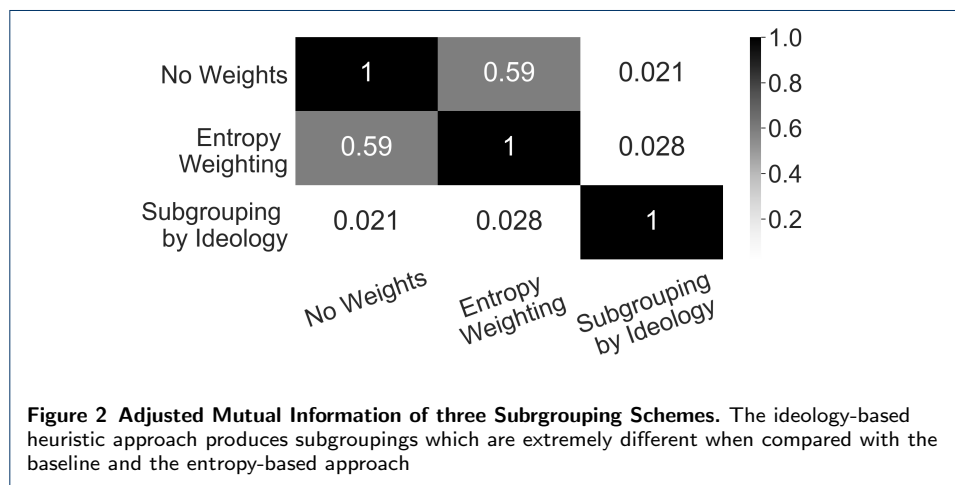 No Weights 1 0.59 0.021
Entropy
Weighting 0.59 1 0.028
Subgrouping
by Ideology 0.021 0.028 1
1.0
0.8
0.6
0.4
0.2
No Weights
Entropy
Weighting
Subgrouping
by Ideology
Figure 2 Adjusted Mutual Information of three Subrgrouping Schemes. The ideology-based
heuristic approach produces subgroupings which are extremely different when compared with the
baseline and the entropy-based approach